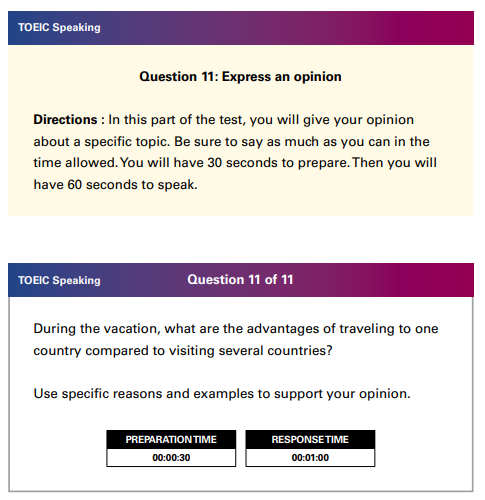 TOEIC Speaking
Question 11: Express an opinion
Directions : In this part of the test, you will give your opinion
about a specific topic. Be sure to say as much as you can in the
time allowed. You will have 30 seconds to prepare. Then you will
have 60 seconds to speak.
TOEIC Speaking
Question 11 of 11
During the vacation, what are the advantages of traveling to one
country compared to visiting several countries?
Use specific reasons and examples to support your opinion.
PREPARATION TIME
RESPONSE TIME
00:00:30
00:01:00